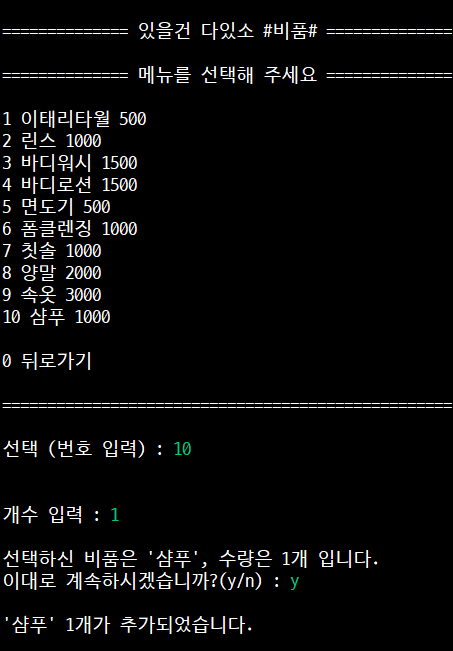 ============== 있을건 다있소 #비품# ==============
============== 메뉴를 선택해 주세요 ==============
1 이태리타월 500
2 린스 1000
3 바디워시 1500
4 바디로션 1500
5 면도기 500
6 폼클렌징 1000
7 칫솔 1000
8 양말 2000
9 속옷 3000
10 샴푸 1000
0 뒤로가기
==================================================
선택 (번호 입력) : 10
개수 입력 : 1
선택하신 비품은 '샴푸', 수량은 1개 입니다.
이대로 계속하시겠습니까?(y/n) : y
'샴푸' 1개가 추가되었습니다.